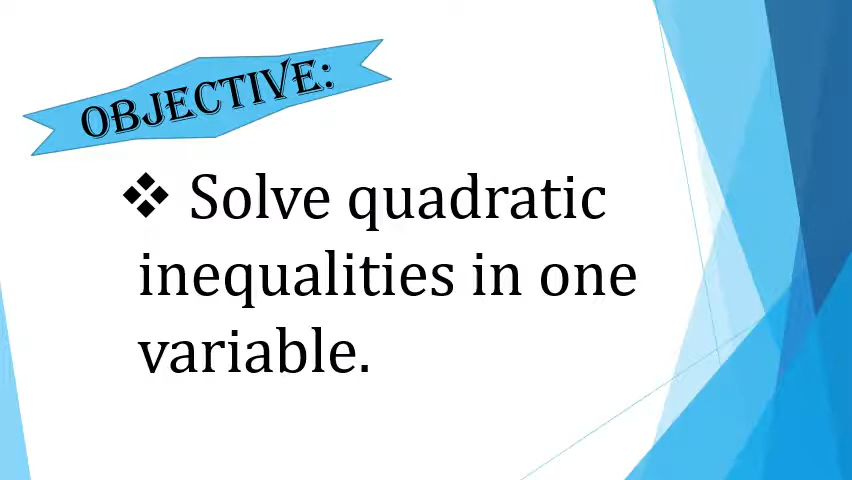 OBJECTIVE:
❖ Solve quadratic
inequalities in one
variable.